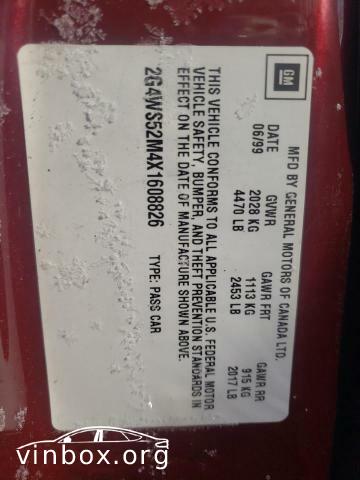 GM
MFD BY GENERAL MOTORS OF CANADA LTD.
DATE GVWR GAWR FRT GAWR RR
06/99 2028 KG 1113 KG 915 KG
4470 LB 2453 LB 2017 LB
THIS VEHICLE CONFORMS TO ALL APPLICABLE U.S. FEDERAL MOTOR
VEHICLE SAFETY, BUMPER, AND THEFT PREVENTION STANDARDS IN
EFFECT ON THE DATE OF MANUFACTURE SHOWN ABOVE.
2G4WS52M4X1608826 TYPE: PASS CAR
vinbox.org